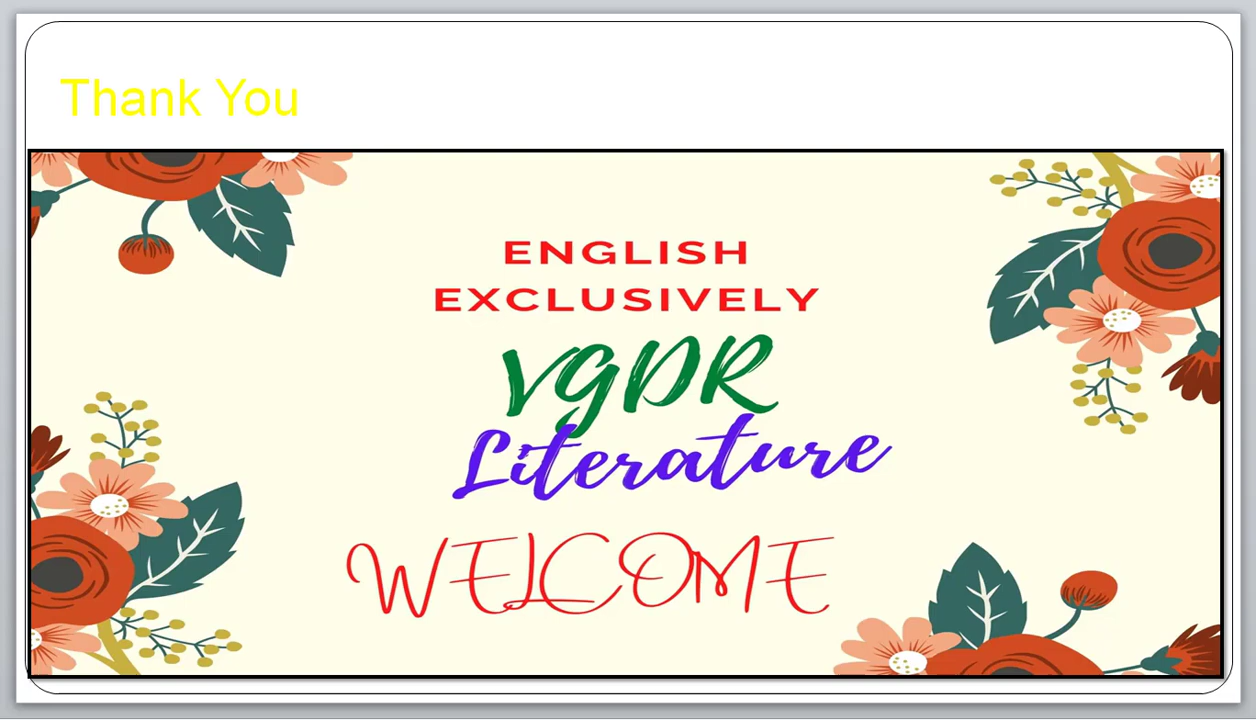 Thank You
ENGLISH
EXCLUSIVELY
VGDR
Literature
WELCOME